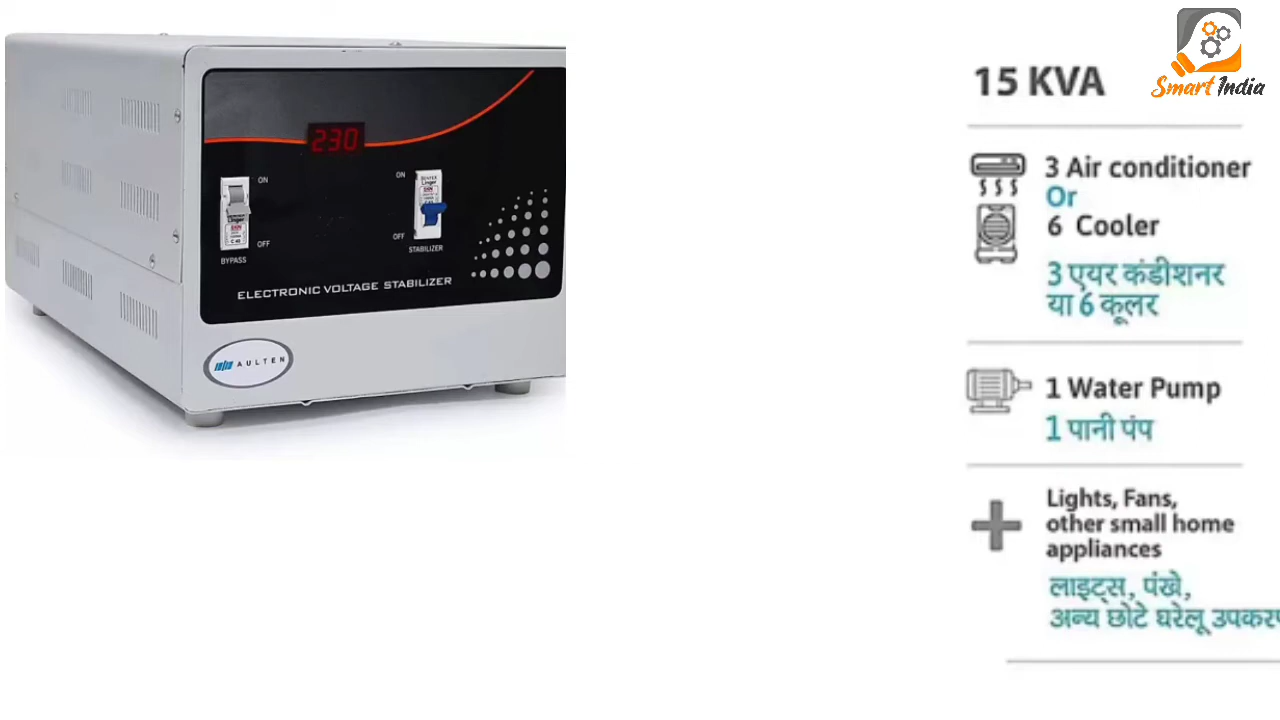 230
ON
OFF
BYPASS
ON
OFF
STABILIZER
ELECTRONIC VOLTAGE STABILIZER
AULTEN
Smart India
15 KVA
3 Air conditioner
Or
6 Cooler
3 एयर कंडीशनर
या 6 कूलर
1 Water Pump
1 पानी पंप
Lights, Fans,
other small home
appliances
लाइट्स, पंखे,
अन्य छोटे घरेलू